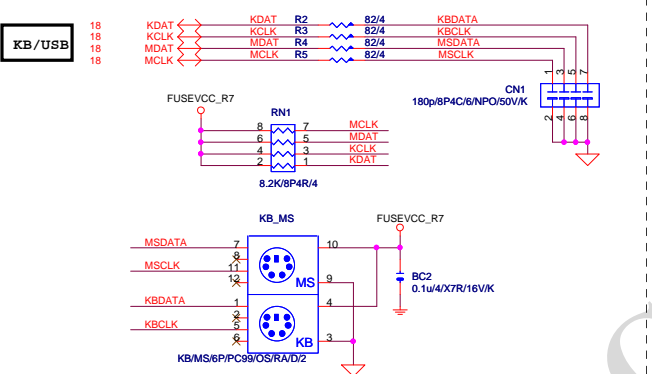 KB/USB
18 KDAT KDAT R2 82/4 KBDATA
18 KCLK KCLK R3 82/4 KBCLK
18 MDAT MDAT R4 82/4 MSDATA
18 MCLK MCLK R5 82/4 MSCLK
1 3 5 7
CN1
180p/8P4C/6/NPO/50V/K
2 4 6 8
FUSEVCC_R7
RN1
8 7 MCLK
6 5 MDAT
4 3 KCLK
2 1 KDAT
8.2K/8P4R/4
KB_MS
FUSEVCC_R7
MSDATA 7 10
8
MSCLK 11 9
12 MS
BC2
0.1u/4/X7R/16V/K
KBDATA 1 4
2
KBCLK 5 3
6 KB
KB/MS/6P/PC99/OS/RA/D/2